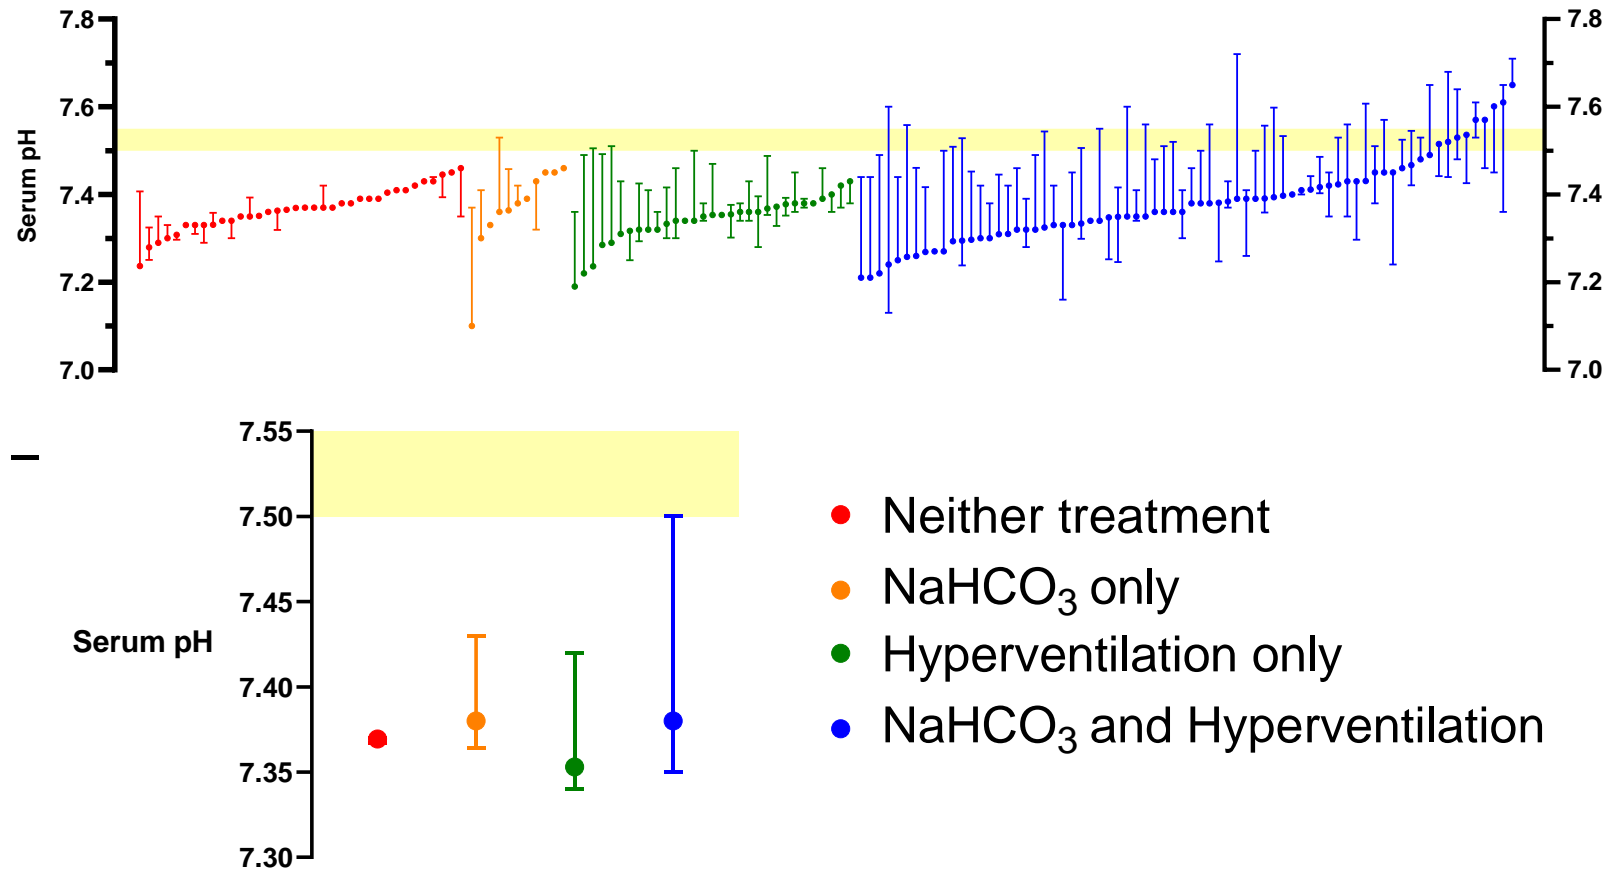 Serum pH
7.8
7.6
7.4
7.2
7.0
7.8
7.6
7.4
7.2
7.0
Serum pH
7.55
7.50
7.45
7.40
7.35
7.30
Neither treatment
NaHCO₃ only
Hyperventilation only
NaHCO₃ and Hyperventilation